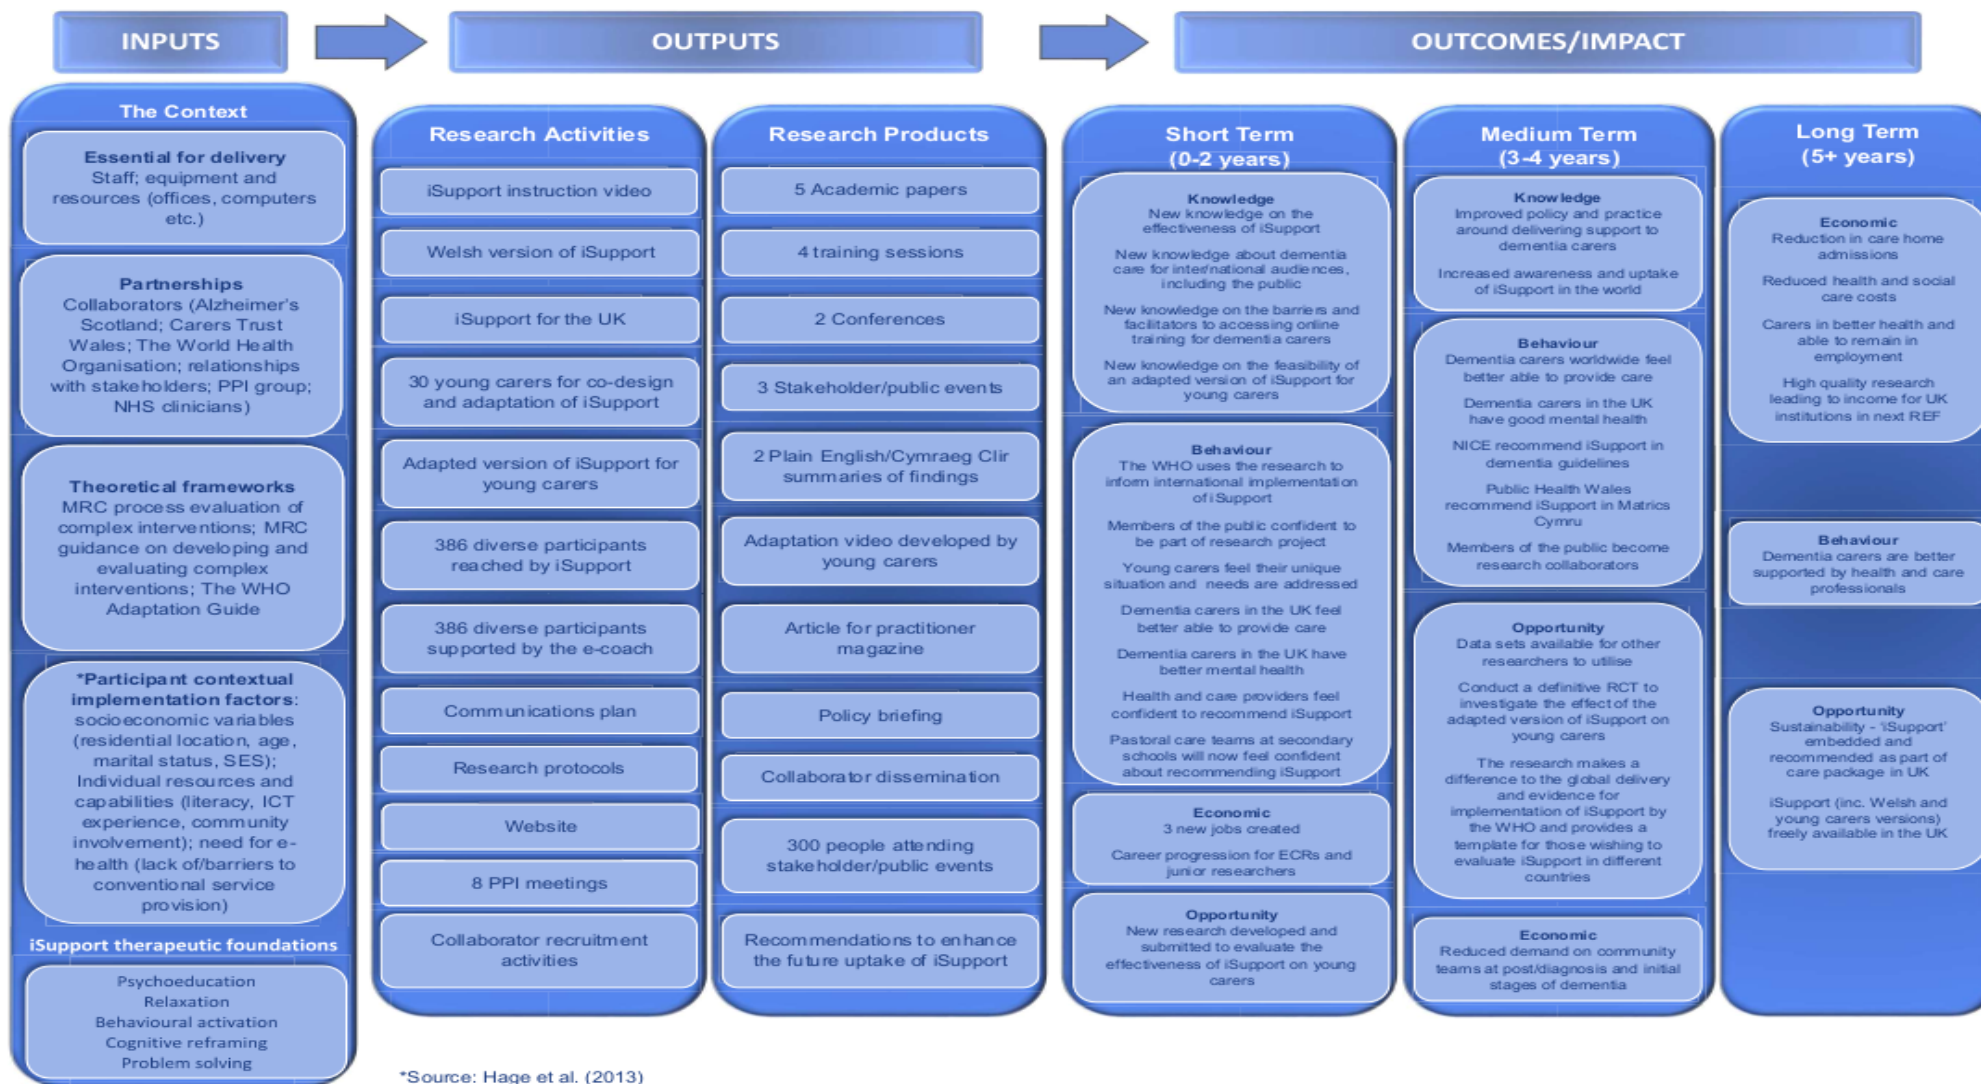 INPUTS
OUTPUTS
OUTCOMES/IMPACT
The Context
Essential for delivery
Staff; equipment and
resources (offices, computers
etc.)
Partnerships
Collaborators (Alzheimer's
Scotland; Carers Trust
Wales; The World Health
Organisation; relationships
with stakeholders; PPI group;
NHS clinicians)
Theoretical frameworks
MRC process evaluation of
complex interventions; MRC
guidance on developing and
evaluating complex
interventions; The WHO
Adaptation Guide
*Participant contextual
implementation factors:
socioeconomic variables
(residential location, age,
marital status, SES);
Individual resources and
capabilities (literacy, ICT
experience, community
involvement); need for e-
health (lack of/barriers to
conventional service
provision)
iSupport therapeutic foundations
Psychoeducation
Relaxation
Behavioural activation
Cognitive reframing
Problem solving
Research Activities
iSupport instruction video
Welsh version of iSupport
iSupport for the UK
30 young carers for co-design
and adaptation of iSupport
Adapted version of iSupport for
young carers
386 diverse participants
reached by iSupport
386 diverse participants
supported by the e-coach
Communications plan
Research protocols
Website
8 PPI meetings
Collaborator recruitment
activities
Research Products
5 Academic papers
4 training sessions
2 Conferences
3 Stakeholder/public events
2 Plain English/Cymraeg Clir
summaries of findings
Adaptation video developed by
young carers
Article for practitioner
magazine
Policy briefing
Collaborator dissemination
300 people attending
stakeholder/public events
Recommendations to enhance
the future uptake of iSupport
Short Term
(0-2 years)
Knowledge
New knowledge on the
effectiveness of iSupport
New knowledge about dementia
care for inter/national audiences,
including the public
New knowledge on the barriers and
facilitators to accessing online
training for dementia carers
New knowledge on the feasibility of
an adapted version of iSupport for
young carers
Behaviour
The WHO uses the research to
inform international implementation
of iSupport
Members of the public confident to
be part of research project
Young carers feel their unique
situation and needs are addressed
Dementia carers in the UK feel
better able to provide care
Dementia carers in the UK have
better mental health
Health and care providers feel
confident to recommend iSupport
Pastoral care teams at secondary
schools will now feel confident
about recommending iSupport
Economic
3 new jobs created
Career progression for ECRs and
junior researchers
Opportunity
New research developed and
submitted to evaluate the
effectiveness of iSupport on young
carers
Medium Term
(3-4 years)
Knowledge
Improved policy and practice
around delivering support to
dementia carers
Increased awareness and uptake
of iSupport in the world
Behaviour
Dementia carers worldwide feel
better able to provide care
Dementia carers in the UK
have good mental health
NICE recommend iSupport in
dementia guidelines
Public Health Wales
recommend iSupport in Matrics
Cymru
Members of the public become
research collaborators
Opportunity
Data sets available for other
researchers to utilise
Conduct a definitive RCT to
investigate the effect of the
adapted version of iSupport on
young carers
The research makes a
difference to the global delivery
and evidence for
implementation of iSupport by
the WHO and provides a
template for those wishing to
evaluate iSupport in different
countries
Economic
Reduced demand on community
teams at post/diagnosis and initial
stages of dementia
Long Term
(5+ years)
Economic
Reduction in care home
admissions
Reduced health and social
care costs
Carers in better health and
able to remain in
employment
High quality research
leading to income for UK
institutions in next REF
Behaviour
Dementia carers are better
supported by health and care
professionals
Opportunity
Sustainability - 'iSupport'
embedded and
recommended as part of
care package in UK
iSupport (inc. Welsh and
young carers versions)
freely available in the UK
*Source: Hage et al. (2013)